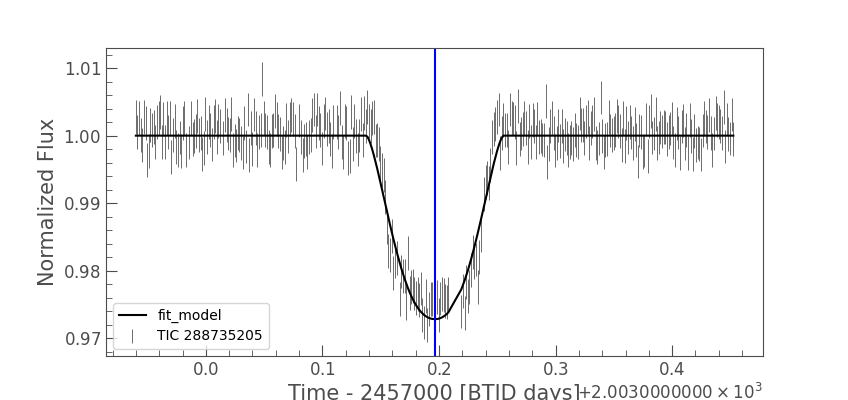 1.01
1.00
0.99
0.98
0.97
Normalized Flux
fit_model
TIC 288735205
0.0 0.1 0.2 0.3 0.4
Time - 2457000 [BTJD days]
+2.0030000000 × 10³